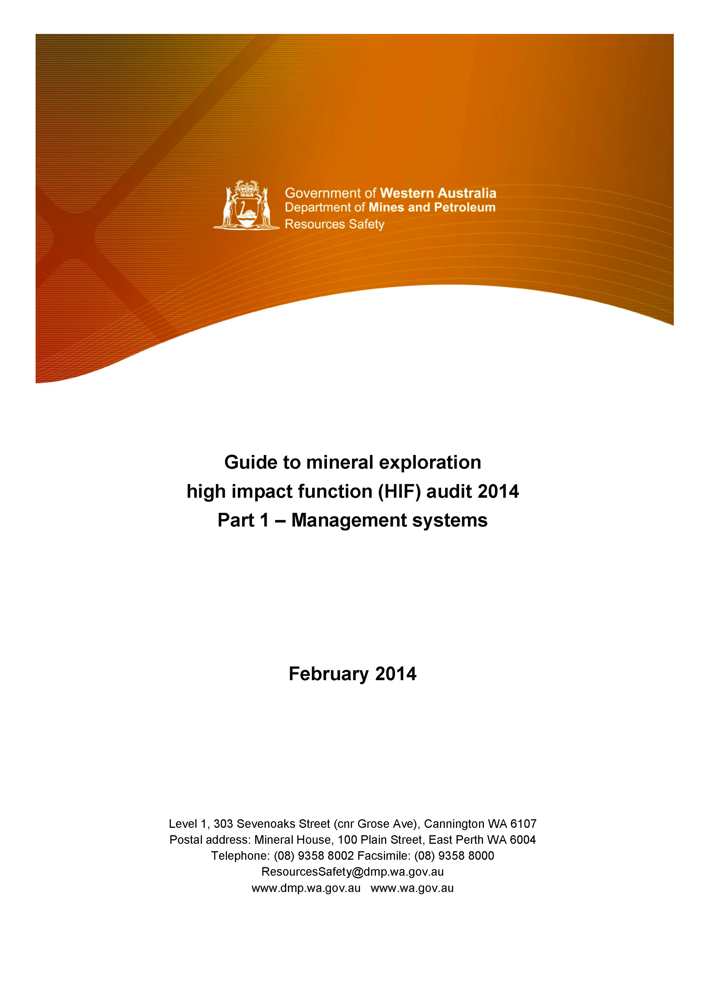 Government of Western Australia
Department of Mines and Petroleum
Resources Safety
Guide to mineral exploration
high impact function (HIF) audit 2014
Part 1 – Management systems
February 2014
Level 1, 303 Sevenoaks Street (cnr Grose Ave), Cannington WA 6107
Postal address: Mineral House, 100 Plain Street, East Perth WA 6004
Telephone: (08) 9358 8002 Facsimile: (08) 9358 8000
ResourcesSafety@dmp.wa.gov.au
www.dmp.wa.gov.au www.wa.gov.au